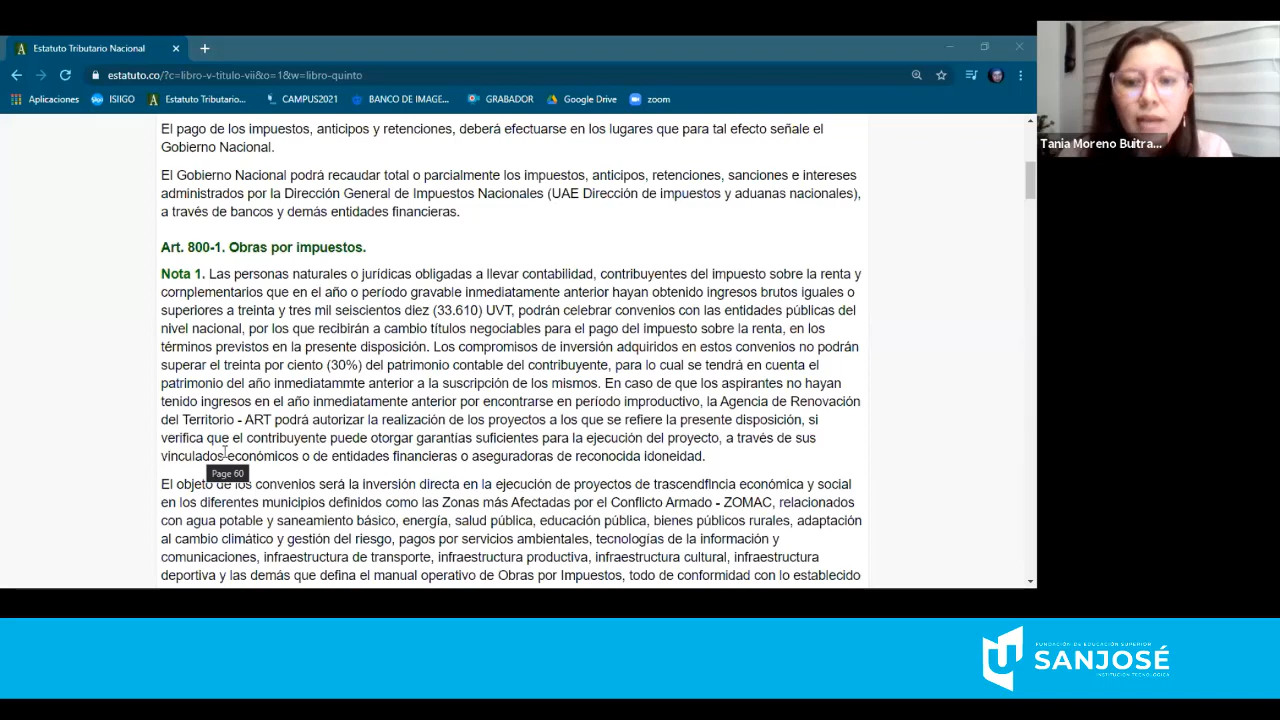 Estatuto Tributario Nacional
estatuto.co/?c=libro-v-titulo-vii&o=1&w=libro-quinto
Aplicaciones
ISIIGO
Estatuto Tributario...
CAMPUS2021
BANCO DE IMAGE...
GRABADOR
Google Drive
zoom
El pago de los impuestos, anticipos y retenciones, deberá efectuarse en los lugares que para tal efecto señale el
Gobierno Nacional.
El Gobierno Nacional podrá recaudar total o parcialmente los impuestos, anticipos, retenciones, sanciones e intereses
administrados por la Dirección General de Impuestos Nacionales (UAE Dirección de impuestos y aduanas nacionales),
a través de bancos y demás entidades financieras.
Art. 800-1. Obras por impuestos.
Nota 1. Las personas naturales o jurídicas obligadas a llevar contabilidad, contribuyentes del impuesto sobre la renta y
cornplementarios que en el año o período gravable inmediatamente anterior hayan obtenido ingresos brutos iguales o
superiores a treinta y tres mil seiscientos diez (33.610) UVT, podrán celebrar convenios con las entidades públicas del
nivel nacional, por los que recibirán a cambio títulos negociables para el pago del impuesto sobre la renta, en los
términos previstos en la presente disposición. Los compromisos de inversión adquiridos en estos convenios no podrán
superar el treinta por ciento (30%) del patrimonio contable del contribuyente, para lo cual se tendrá en cuenta el
patrimonio del año inmediatammte anterior a la suscripción de los mismos. En caso de que los aspirantes no hayan
tenido ingresos en el año inmediatamente anterior por encontrarse en período improductivo, la Agencia de Renovación
del Territorio - ART podrá autorizar la realización de los proyectos a los que se refiere la presente disposición, si
verifica que el contribuyente puede otorgar garantías suficientes para la ejecución del proyecto, a través de sus
vinculados económicos o de entidades financieras o aseguradoras de reconocida idoneidad.
Page 60
El objeto de los convenios será la inversión directa en la ejecución de proyectos de trascendfincia económica y social
en los diferentes municipios definidos como las Zonas más Afectadas por el Conflicto Armado - ZOMAC, relacionados
con agua potable y saneamiento básico, energía, salud pública, educación pública, bienes públicos rurales, adaptación
al cambio climático y gestión del riesgo, pagos por servicios ambientales, tecnologías de la información y
comunicaciones, infraestructura de transporte, infraestructura productiva, infraestructura cultural, infraestructura
deportiva y las demás que defina el manual operativo de Obras por Impuestos, todo de conformidad con lo establecido
Tania Moreno Buitra...
FUNDACIÓN DE EDUCACIÓN SUPERIOR
SANJOSÉ
INSTITUCIÓN TECNOLÓGICA